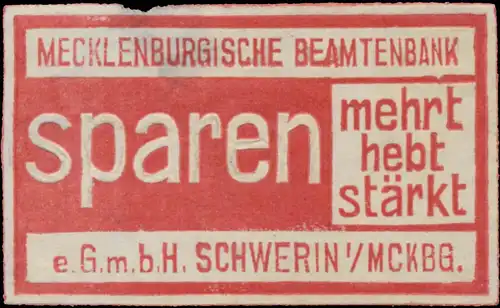 MECKLENBURGISCHE BEAMTENBANK
sparen
mehrt
hebt
stärkt
e.G.m.b.H. SCHWERIN I/MCKBG.